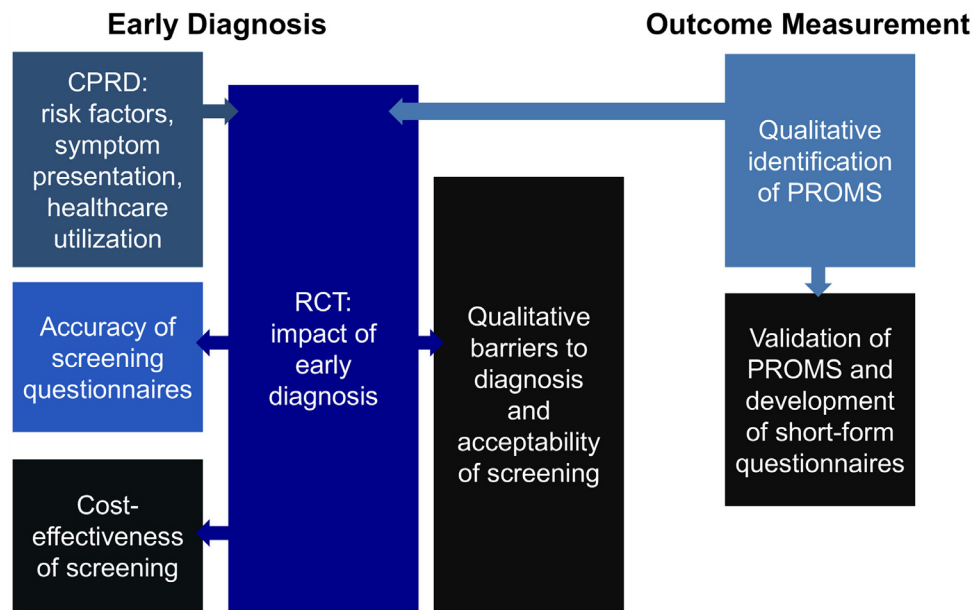 Early Diagnosis
Outcome Measurement
CPRD:
risk factors,
symptom
presentation,
healthcare
utilization
Accuracy of
screening
questionnaires
Cost-
effectiveness
of screening
RCT:
impact of
early
diagnosis
Qualitative
barriers to
diagnosis
and
acceptability
of screening
Qualitative
identification
of PROMS
Validation of
PROMS and
development
of short-form
questionnaires